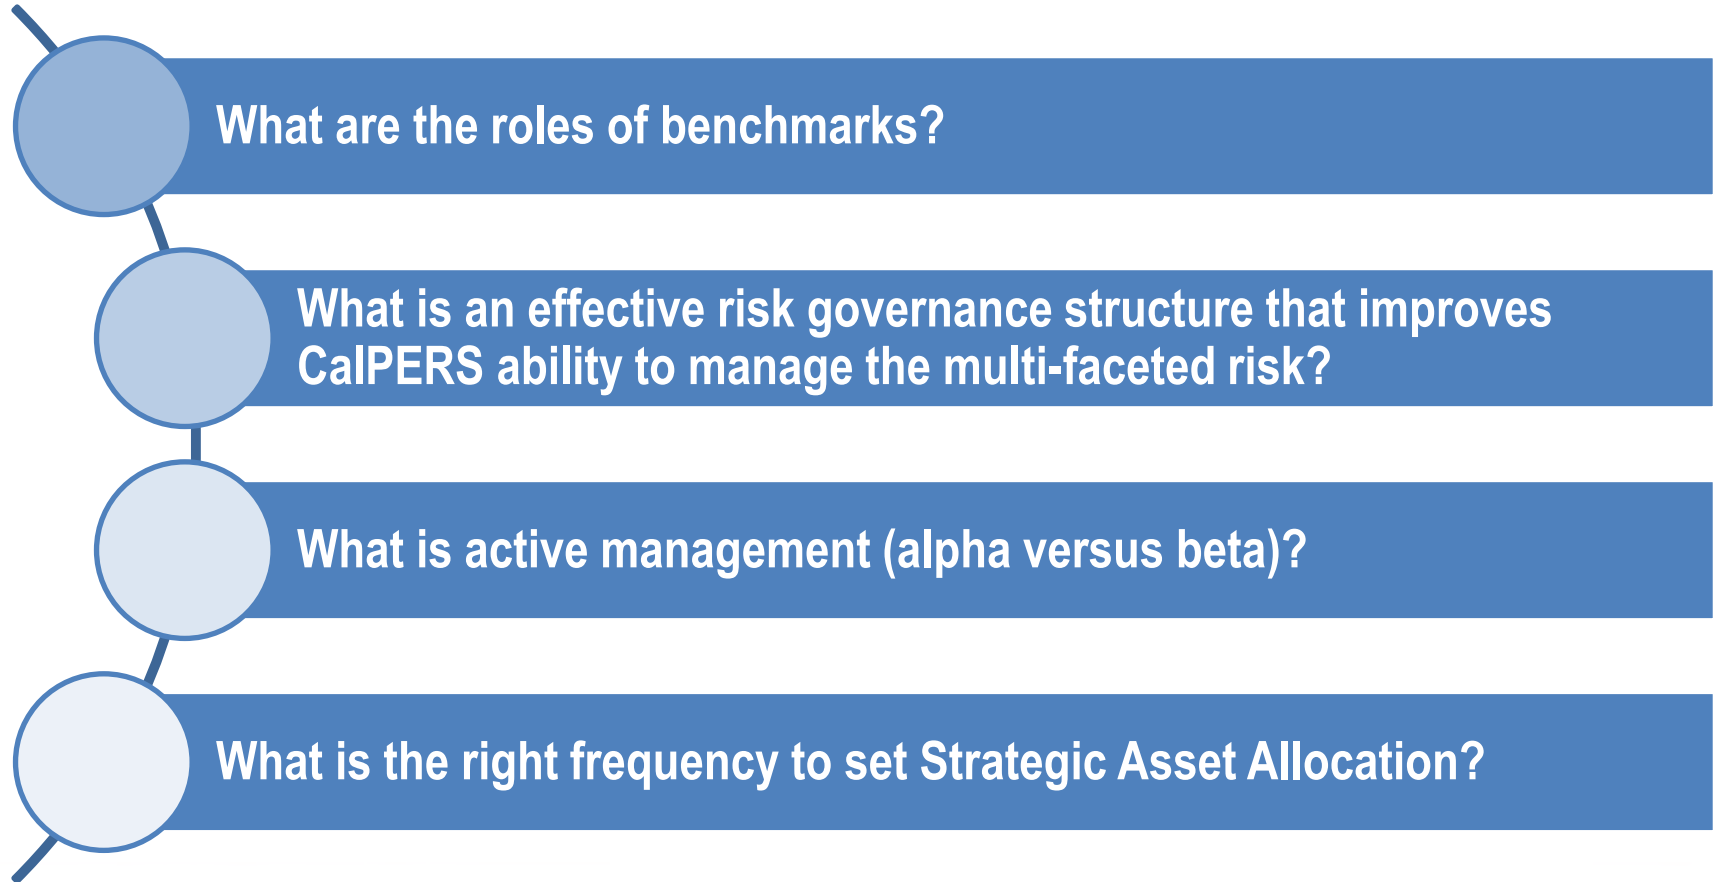 What are the roles of benchmarks?
What is an effective risk governance structure that improves
CalPERS ability to manage the multi-faceted risk?
What is active management (alpha versus beta)?
What is the right frequency to set Strategic Asset Allocation?